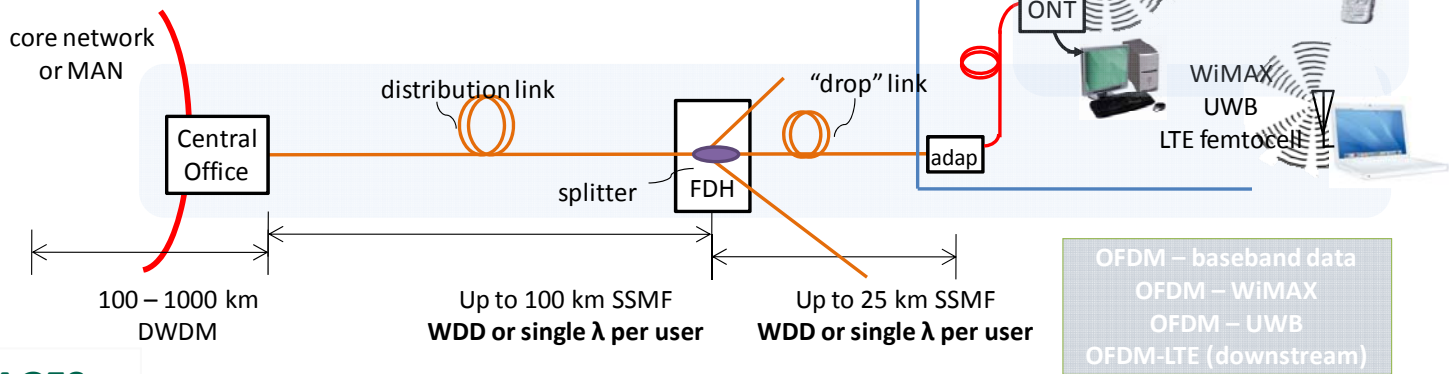 core network
or MAN
Central
Office
distribution link
splitter
FDH
"drop" link
adap
ONT
WiMAX
UWB
LTE femtocell
100 – 1000 km
DWDM
Up to 100 km SSMF
WDD or single λ per user
Up to 25 km SSMF
WDD or single λ per user
OFDM – baseband data
OFDM – WiMAX
OFDM – UWB
OFDM-LTE (downstream)